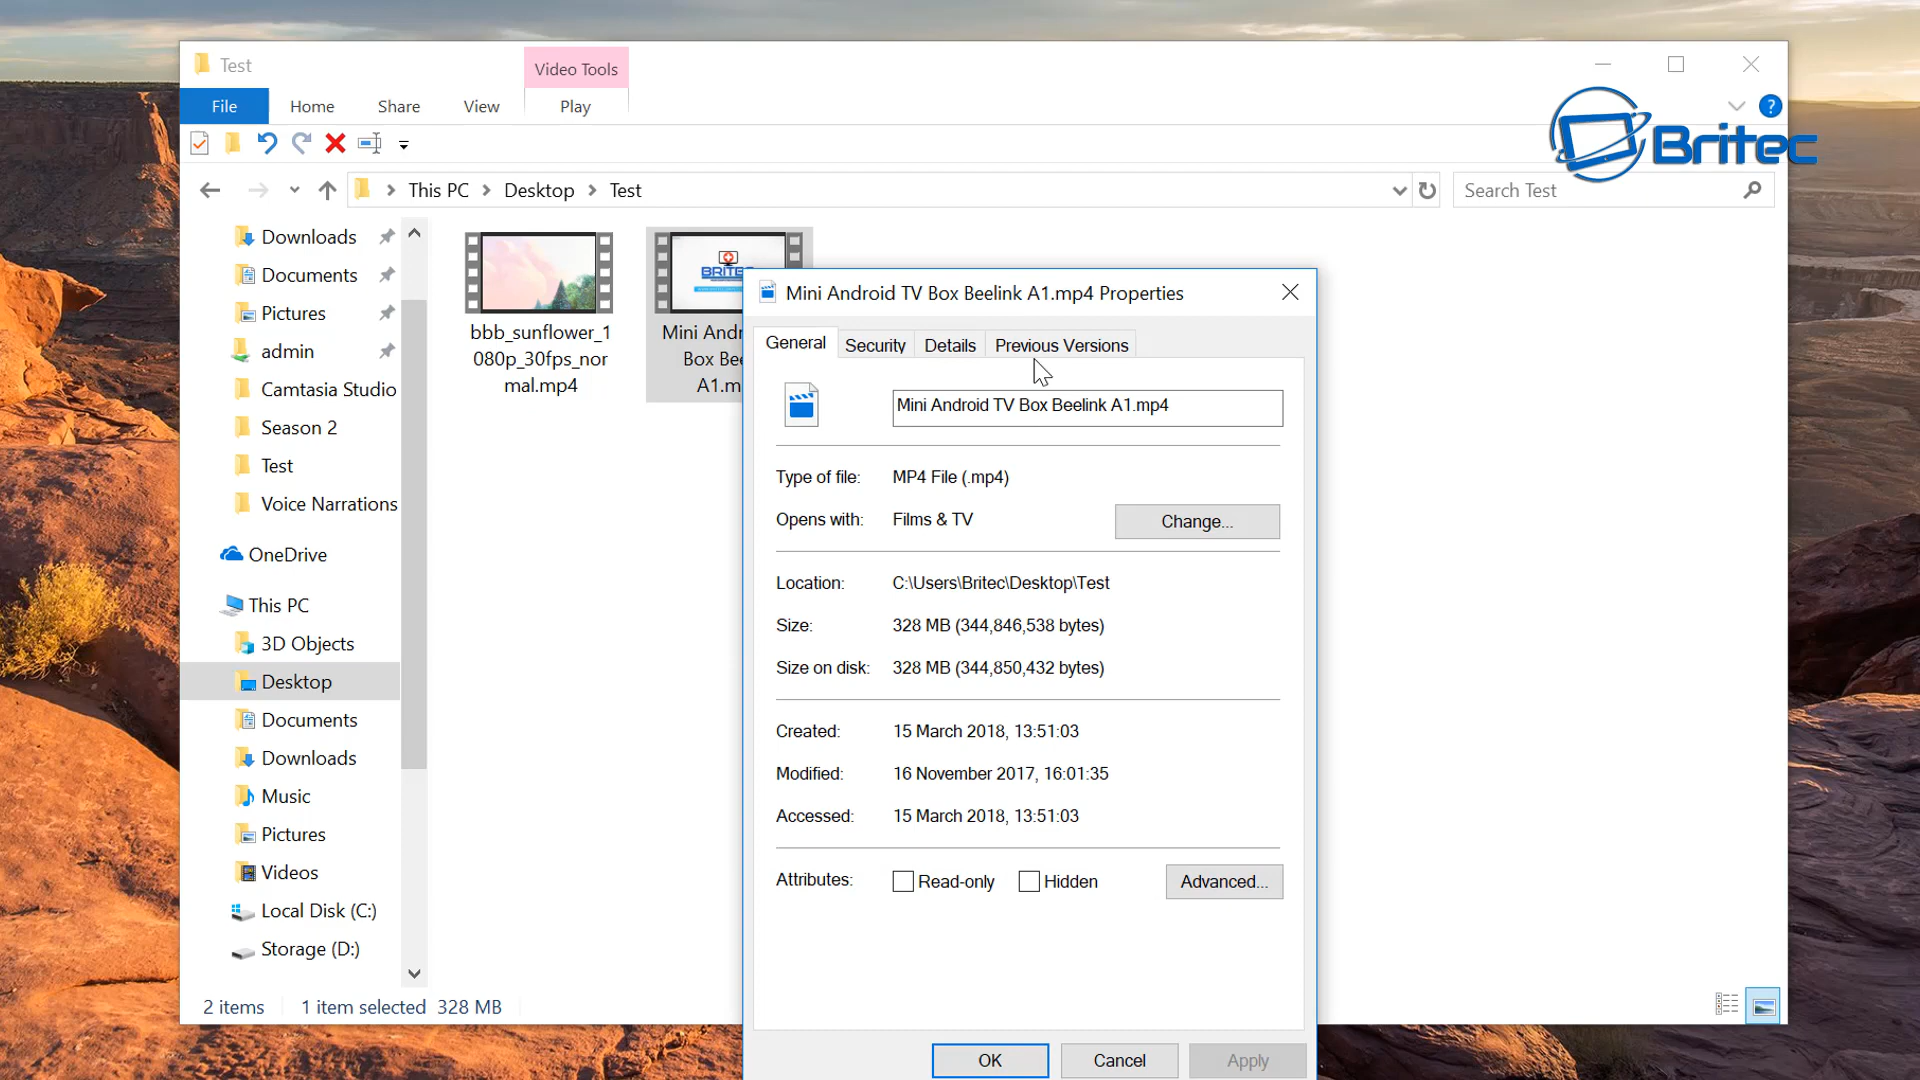 Test
Video Tools
File
Home
Share
View
Play
?
Britec
This PC
Desktop
Test
Search Test
Downloads
Documents
Pictures
admin
Camtasia Studio
Season 2
Test
Voice Narrations
OneDrive
This PC
3D Objects
Desktop
Documents
Downloads
Music
Pictures
Videos
Local Disk (C:)
Storage (D:)
bbb_sunflower_1
080p_30fps_nor
mal.mp4
BRITEC
Mini Andr
Box Bee
A1.m
Mini Android TV Box Beelink A1.mp4 Properties
General
Security
Details
Previous Versions
Mini Android TV Box Beelink A1.mp4
Type of file: MP4 File (.mp4)
Opens with: Films & TV
Change...
Location: C:\Users\Britec\Desktop\Test
Size: 328 MB (344,846,538 bytes)
Size on disk: 328 MB (344,850,432 bytes)
Created: 15 March 2018, 13:51:03
Modified: 16 November 2017, 16:01:35
Accessed: 15 March 2018, 13:51:03
Attributes: Read-only Hidden
Advanced...
OK
Cancel
Apply
2 items
1 item selected 328 MB